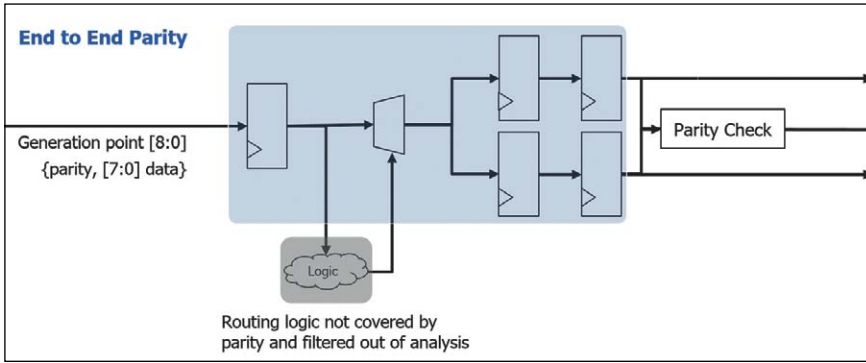 End to End Parity
Generation point [8:0]
{parity, [7:0] data}
Parity Check
Logic
Routing logic not covered by
parity and filtered out of analysis